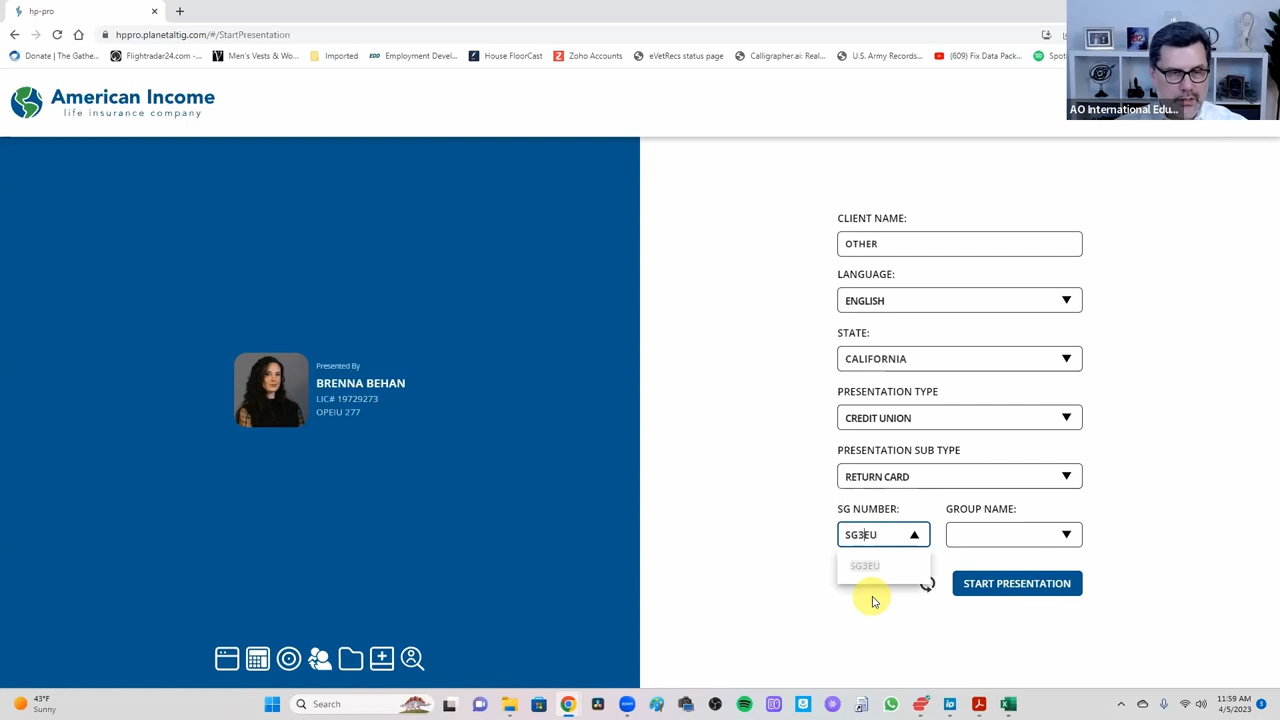 hp-pro
hppro.planetaltig.com/#/StartPresentation
Donate | The Gathe...
Flightradar24.com -...
Men's Vests & Wo...
Imported
EDD
Employment Devel...
House FloorCast
Zoho Accounts
eVetRecs status page
Calligrapher.ai: Real...
U.S. Army Records...
(609) Fix Data Pack...
Spot
AO International Edu...
American Income
life insurance company
Presented By
BRENNA BEHAN
LIC# 19729273
OPEIU 277
CLIENT NAME:
OTHER
LANGUAGE:
ENGLISH
STATE:
CALIFORNIA
PRESENTATION TYPE
CREDIT UNION
PRESENTATION SUB TYPE
RETURN CARD
SG NUMBER:
GROUP NAME:
SG3EU
SG3EU
START PRESENTATION
43°F
Sunny
Search
11:59 AM
4/5/2023